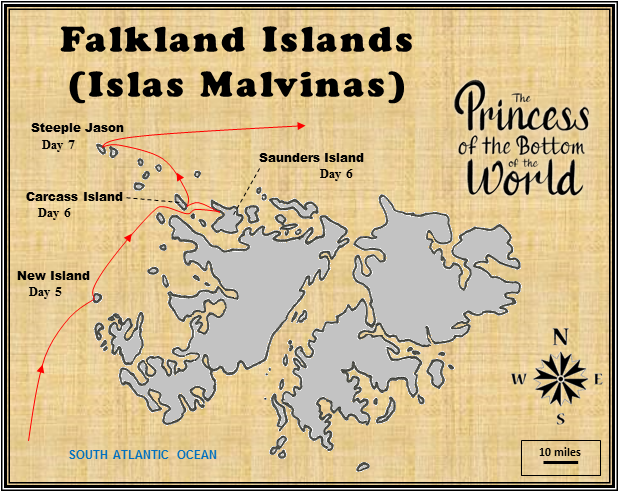 Falkland Islands
(Islas Malvinas)
The
Princess
of the Bottom
of the
World
Steeple Jason
Day 7
Saunders Island
Day 6
Carcass Island
Day 6
New Island
Day 5
N
W E
S
SOUTH ATLANTIC OCEAN
10 miles